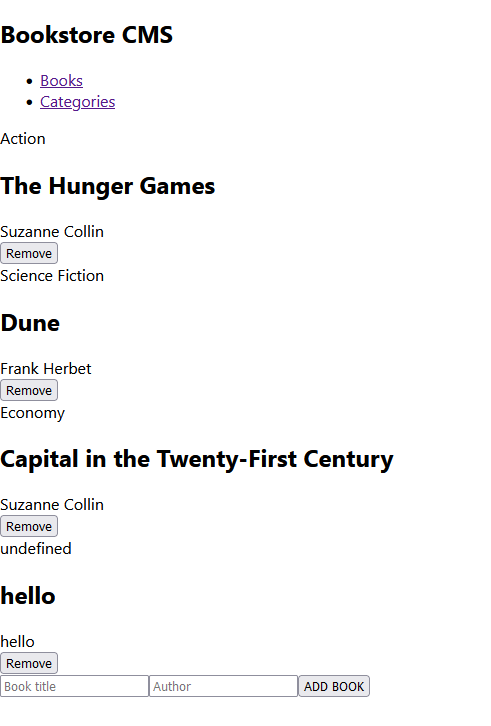 Bookstore CMS
Books
Categories
Action
The Hunger Games
Suzanne Collin
Remove
Science Fiction
Dune
Frank Herbet
Remove
Economy
Capital in the Twenty-First Century
Suzanne Collin
Remove
undefined
hello
hello
Remove
Book title Author ADD BOOK